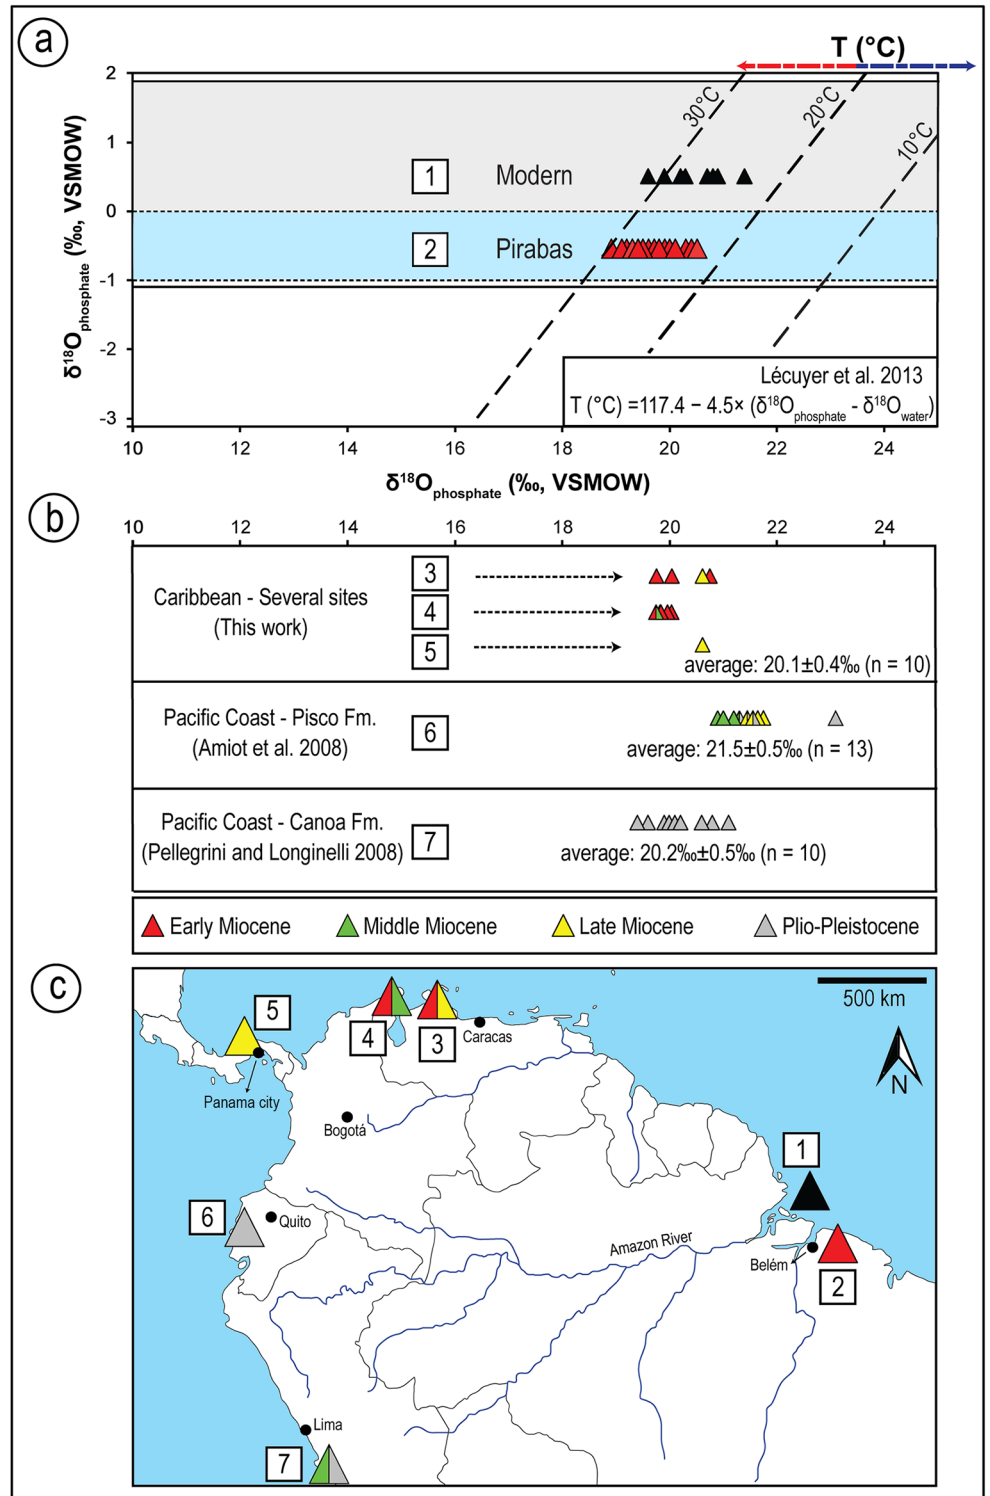 a
T (°C)
2
1
0
-1
-2
-3
δ¹⁸Ophosphate (‰, VSMOW)
30°C
20°C
10°C
1 Modern
2 Pirabas
Lécuyer et al. 2013
T (°C) =117.4 − 4.5× (δ¹⁸Ophosphate - δ¹⁸Owater)
10 12 14 16 18 20 22 24
δ¹⁸Ophosphate (‰, VSMOW)
b
10 12 14 16 18 20 22 24
Caribbean - Several sites
(This work)
3
4
5
average: 20.1±0.4‰ (n = 10)
Pacific Coast - Pisco Fm.
(Amiot et al. 2008)
6
average: 21.5±0.5‰ (n = 13)
Pacific Coast - Canoa Fm.
(Pellegrini and Longinelli 2008)
7
average: 20.2‰±0.5‰ (n = 10)
Early Miocene Middle Miocene Late Miocene Plio-Pleistocene
c
500 km
N
5
4
3
Caracas
Panama city
Bogotá
1
6
Quito
Amazon River
Belém
2
Lima
7